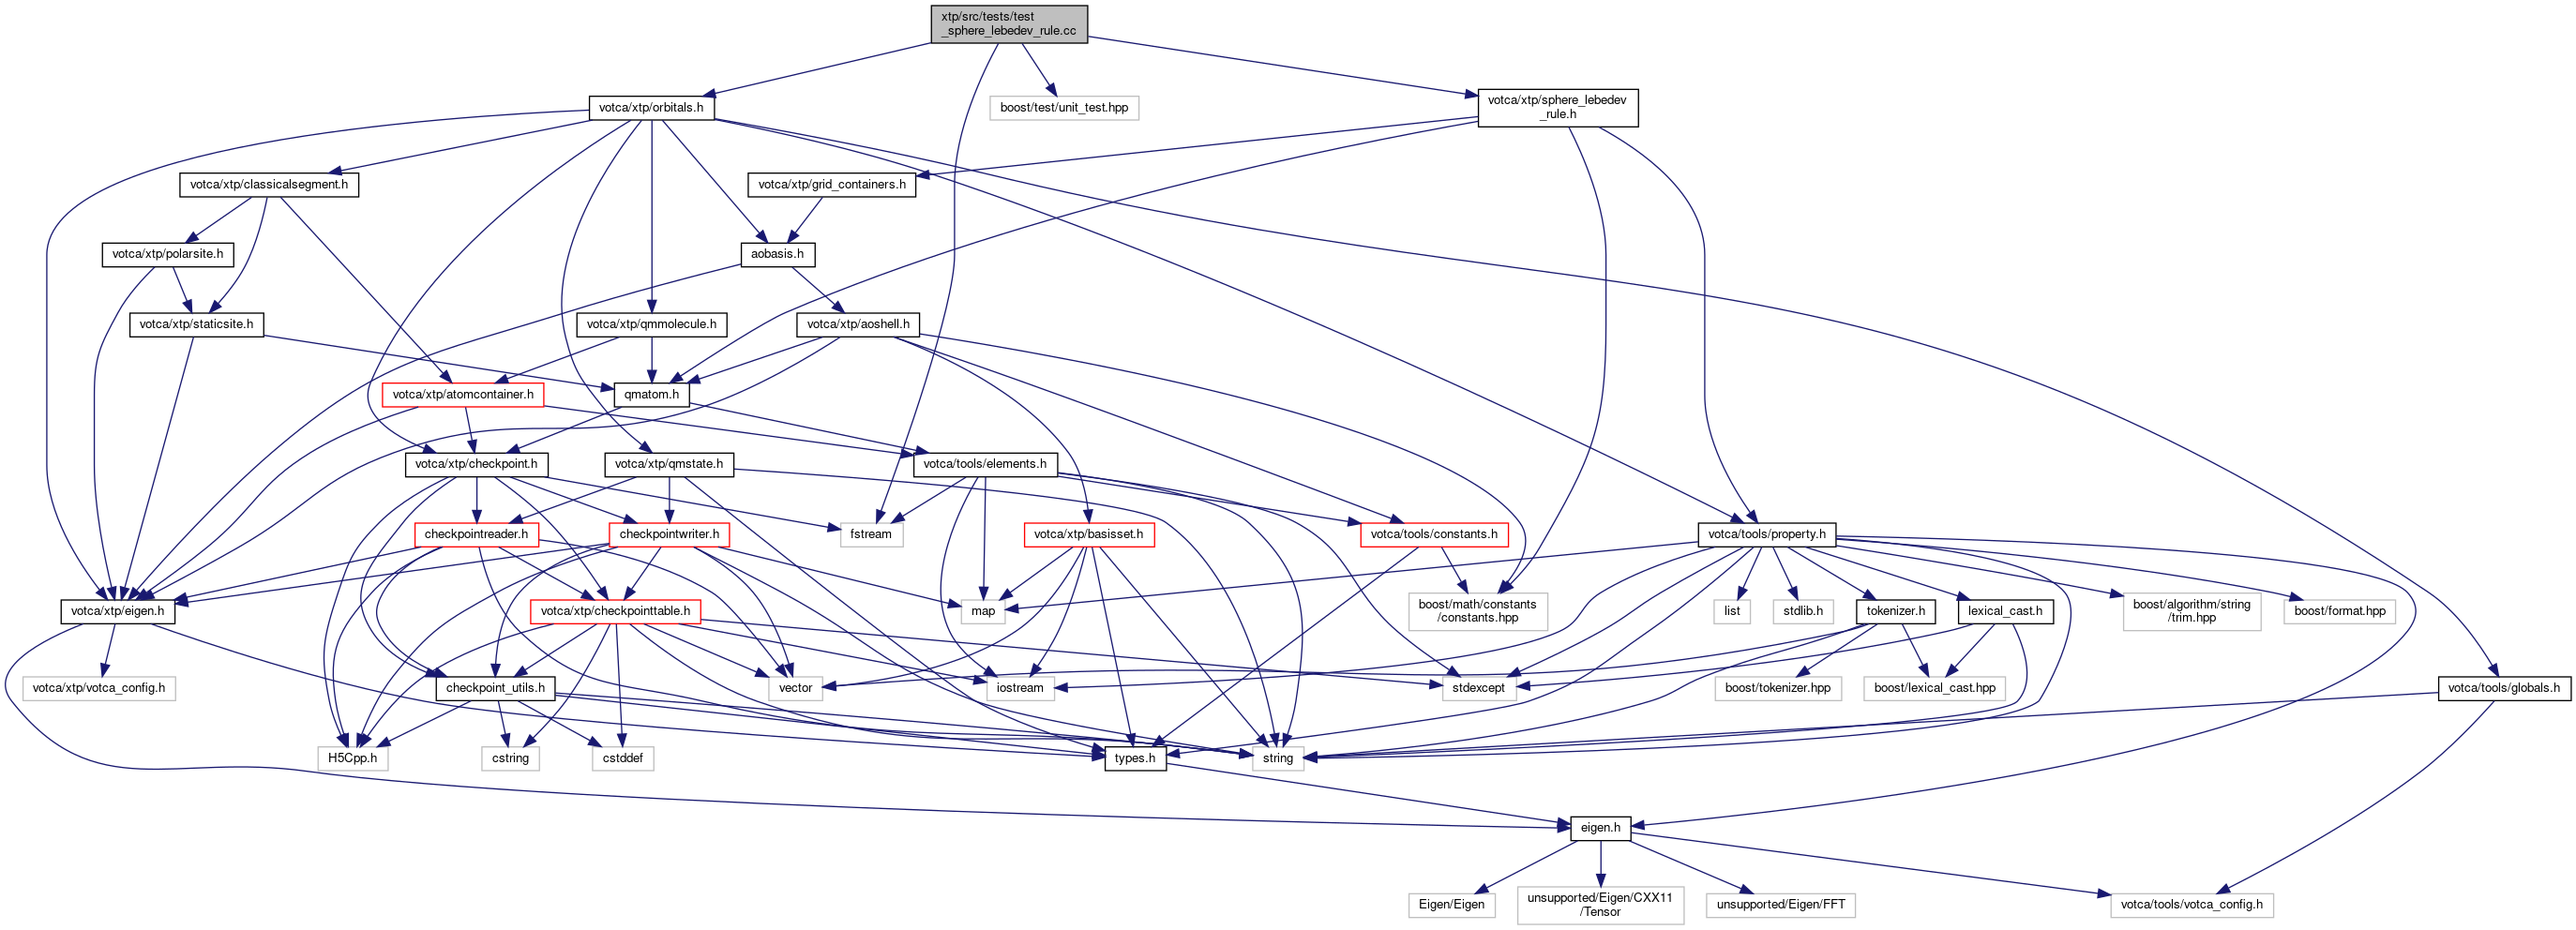 xtp/src/tests/test
_sphere_lebedev_rule.cc
votca/xtp/orbitals.h
boost/test/unit_test.hpp
votca/xtp/sphere_lebedev
_rule.h
votca/xtp/classicalsegment.h
votca/xtp/grid_containers.h
votca/xtp/polarsite.h
aobasis.h
votca/xtp/staticsite.h
votca/xtp/qmmolecule.h
votca/xtp/aoshell.h
votca/xtp/atomcontainer.h
qmatom.h
votca/xtp/checkpoint.h
votca/xtp/qmstate.h
votca/tools/elements.h
checkpointreader.h
checkpointwriter.h
fstream
votca/xtp/basisset.h
votca/tools/constants.h
votca/tools/property.h
votca/xtp/eigen.h
votca/xtp/checkpointtable.h
map
boost/math/constants
/constants.hpp
list
stdlib.h
tokenizer.h
lexical_cast.h
boost/algorithm/string
/trim.hpp
boost/format.hpp
votca/xtp/votca_config.h
checkpoint_utils.h
vector
iostream
stdexcept
boost/tokenizer.hpp
boost/lexical_cast.hpp
votca/tools/globals.h
H5Cpp.h
cstring
cstddef
types.h
string
eigen.h
Eigen/Eigen
unsupported/Eigen/CXX11
/Tensor
unsupported/Eigen/FFT
votca/tools/votca_config.h